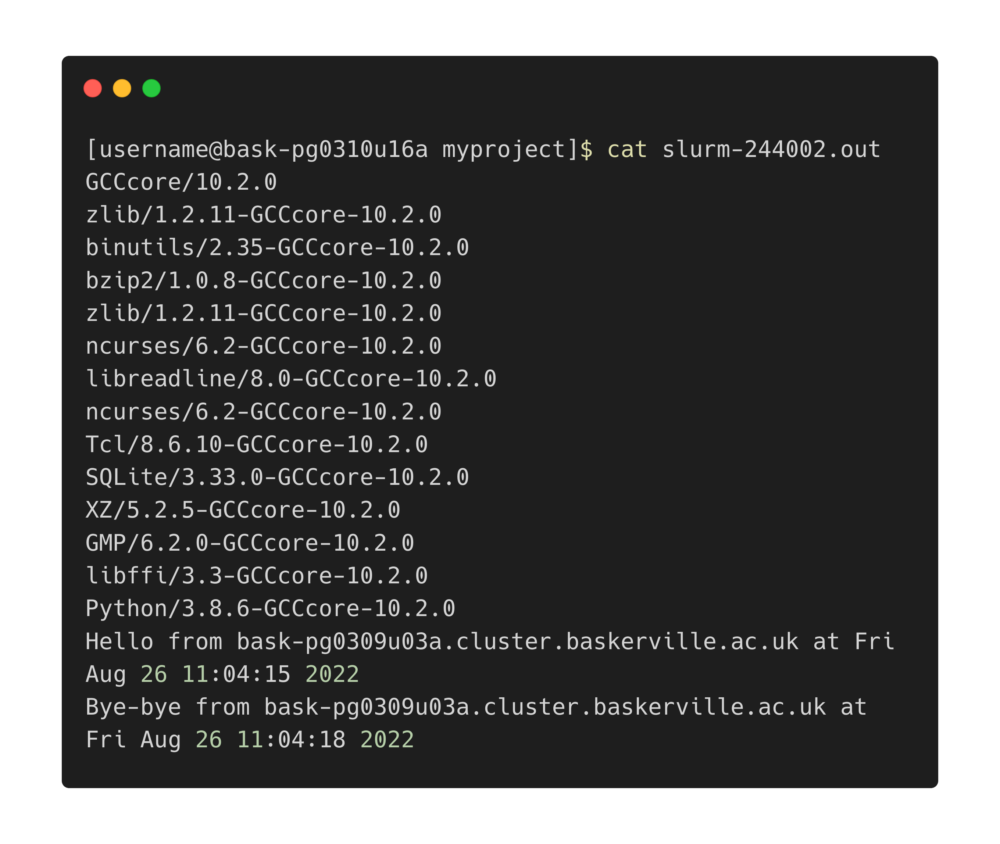 [username@bask-pg0310u16a myproject]$ cat slurm-244002.out
GCCcore/10.2.0
zlib/1.2.11-GCCcore-10.2.0
binutils/2.35-GCCcore-10.2.0
bzip2/1.0.8-GCCcore-10.2.0
zlib/1.2.11-GCCcore-10.2.0
ncurses/6.2-GCCcore-10.2.0
libreadline/8.0-GCCcore-10.2.0
ncurses/6.2-GCCcore-10.2.0
Tcl/8.6.10-GCCcore-10.2.0
SQLite/3.33.0-GCCcore-10.2.0
XZ/5.2.5-GCCcore-10.2.0
GMP/6.2.0-GCCcore-10.2.0
libffi/3.3-GCCcore-10.2.0
Python/3.8.6-GCCcore-10.2.0
Hello from bask-pg0309u03a.cluster.baskerville.ac.uk at Fri
Aug 26 11:04:15 2022
Bye-bye from bask-pg0309u03a.cluster.baskerville.ac.uk at
Fri Aug 26 11:04:18 2022